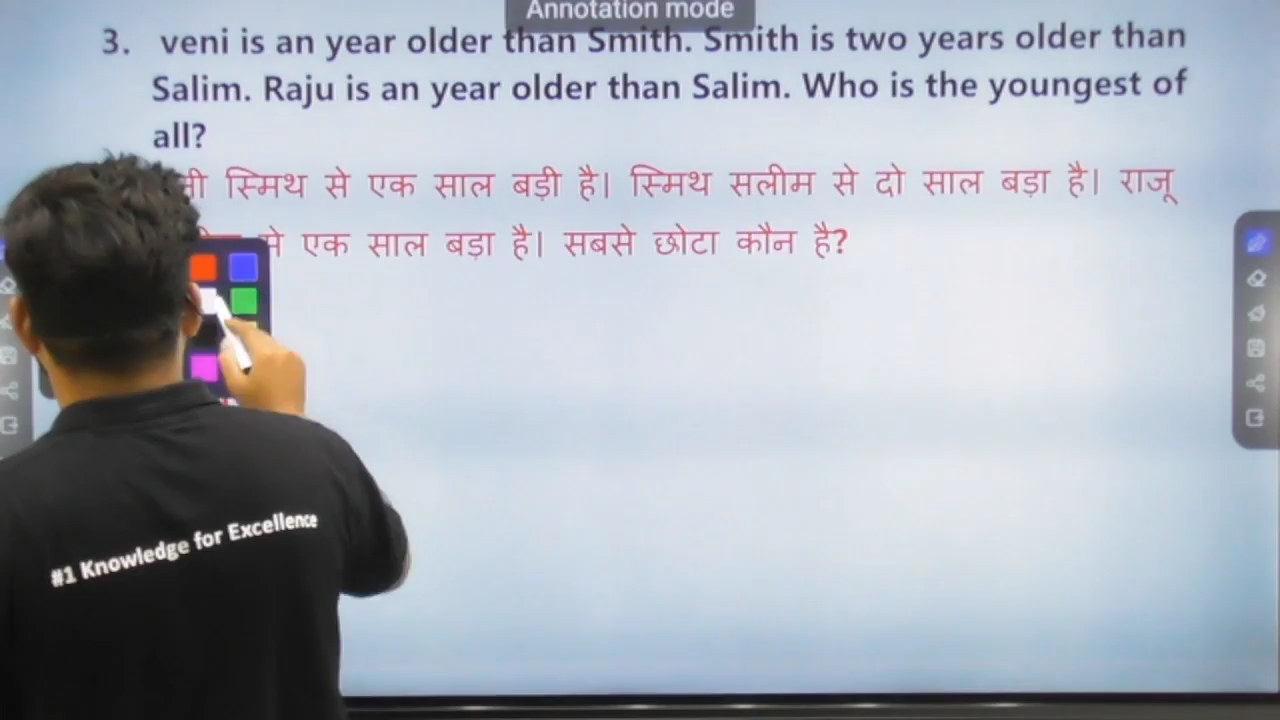 Annotation mode
3. veni is an year older than Smith. Smith is two years older than
Salim. Raju is an year older than Salim. Who is the youngest of
all?
स्मिथ से एक साल बड़ी है। स्मिथ सलीम से दो साल बड़ा है। राजू
से एक साल बड़ा है। सबसे छोटा कौन है?
#1 Knowledge for Excellence